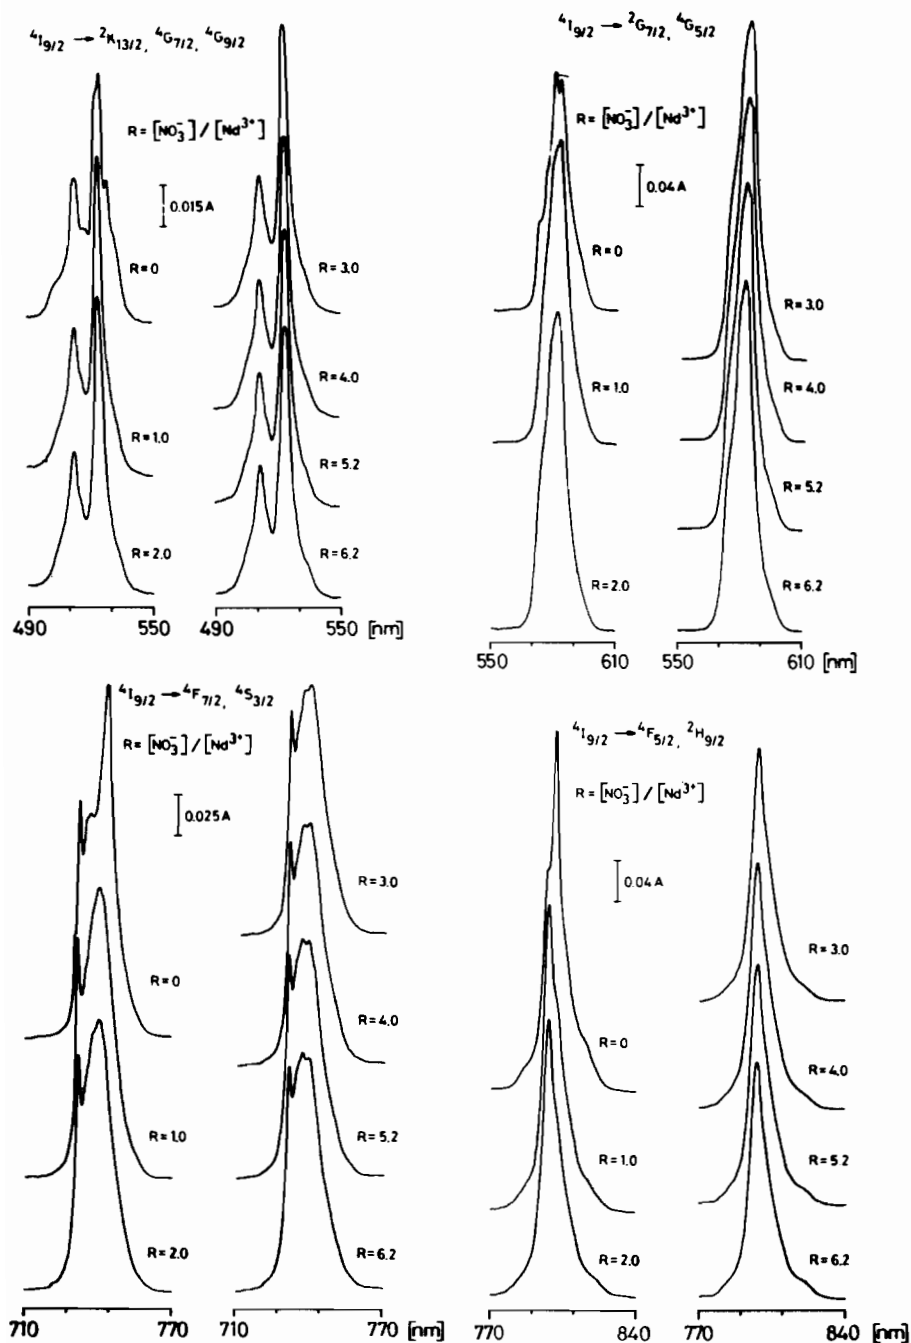 ⁴I₉/₂ → ²K₁₃/₂, ⁴G₇/₂, ⁴G₉/₂
R = [NO₃⁻] / [Nd³⁺]
0.015 A
R = 0
R = 1.0
R = 2.0
R = 3.0
R = 4.0
R = 5.2
R = 6.2
490 550 490 550 [nm]
⁴I₉/₂ → ²G₇/₂, ⁴G₅/₂
R = [NO₃⁻] / [Nd³⁺]
0.04 A
R = 0
R = 1.0
R = 2.0
R = 3.0
R = 4.0
R = 5.2
R = 6.2
550 610 550 610 [nm]
⁴I₉/₂ → ⁴F₇/₂, ⁴S₃/₂
R = [NO₃⁻] / [Nd³⁺]
0.025 A
R = 0
R = 1.0
R = 2.0
R = 3.0
R = 4.0
R = 5.2
R = 6.2
710 770 710 770 [nm]
⁴I₉/₂ → ⁴F₅/₂, ²H₉/₂
R = [NO₃⁻] / [Nd³⁺]
0.04 A
R = 0
R = 1.0
R = 2.0
R = 3.0
R = 4.0
R = 5.2
R = 6.2
770 840 770 840 [nm]